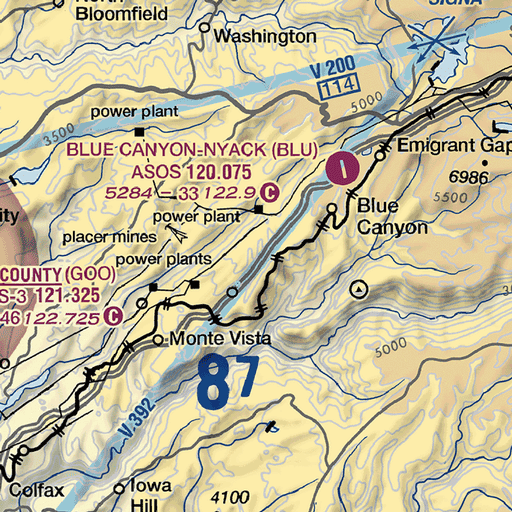 North
Bloomfield
SIGNA
Washington
V 200
114
5000
power plant
3500
BLUE CANYON-NYACK (BLU)
ASOS 120.075
5284 – 33 122.9 C
Emigrant Gap
6986
5500
Blue
Canyon
power plant
placer mines
power plants
COUNTY (GOO)
S-3 121.325
46 122.725 C
Monte Vista
5000
87
V 392
Colfax
Iowa
Hill
4100